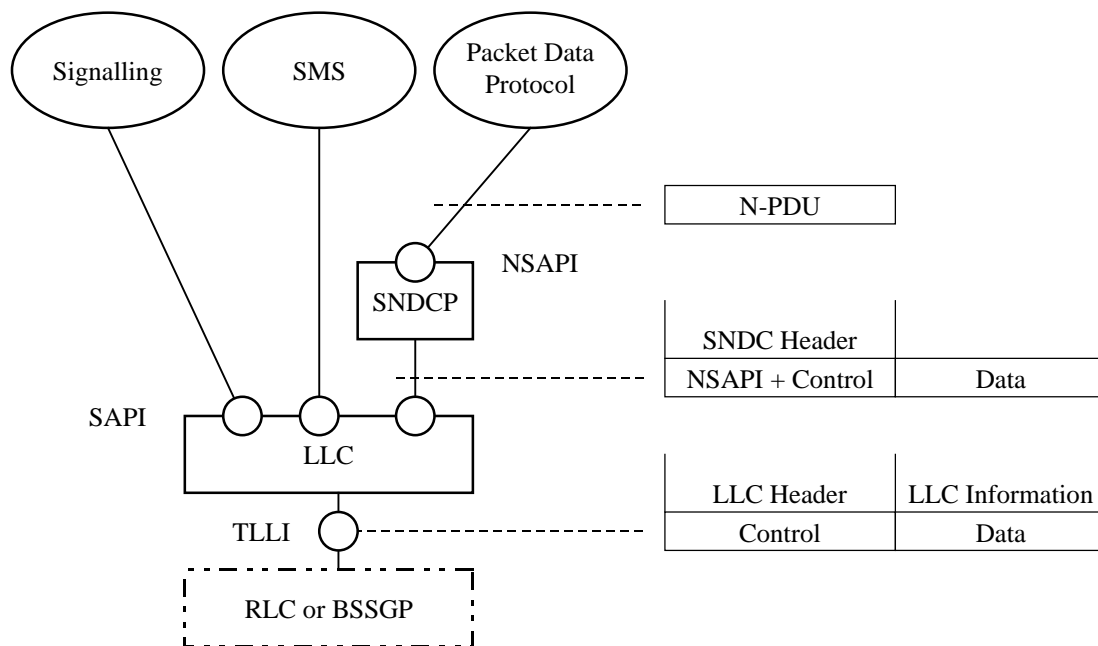 Signalling
SMS
Packet Data
Protocol
N-PDU
NSAPI
SNDCP
SNDC Header
NSAPI + Control
Data
SAPI
LLC
LLC Header
LLC Information
TLLI
Control
Data
RLC or BSSGP